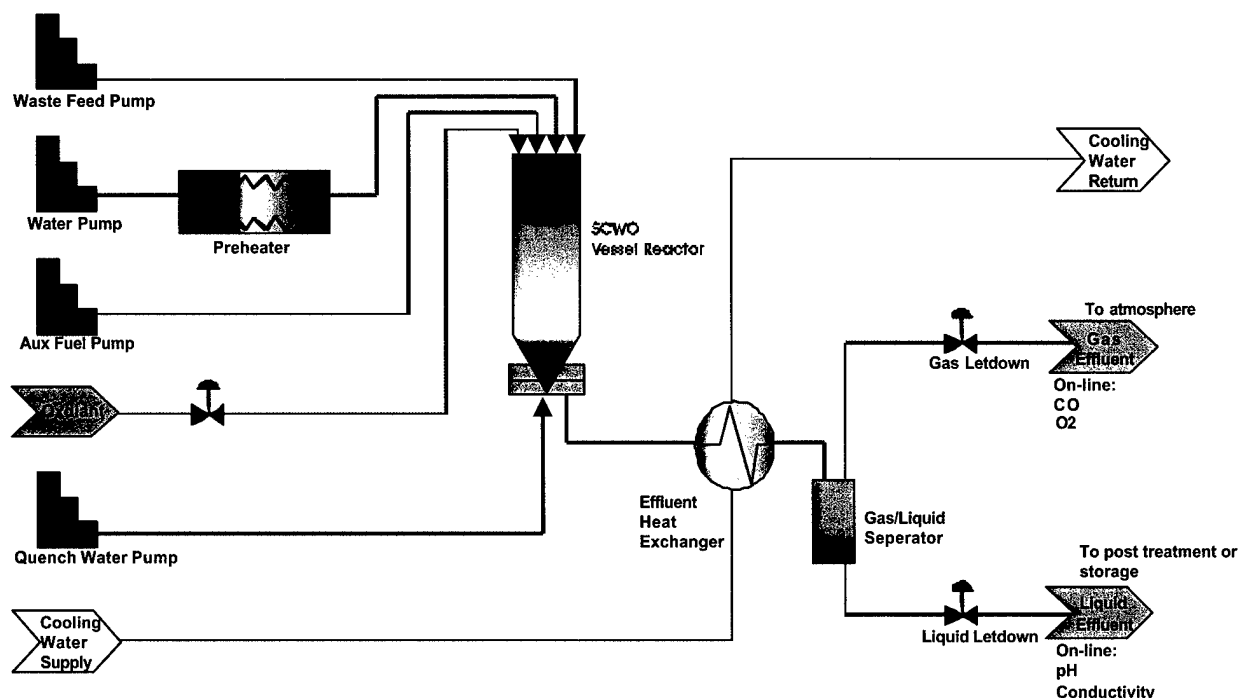 Waste Feed Pump
Water Pump
Preheater
Aux Fuel Pump
Oxdiant
Quench Water Pump
Cooling
Water
Supply
SCWO
Vessel Reactor
Effluent
Heat
Exchanger
Cooling
Water
Return
To atmosphere
Gas
Effluent
Gas Letdown
On-line:
CO
O2
Gas/Liquid
Seperator
To post treatment or
storage
Liquid
Effluent
Liquid Letdown
On-line:
pH
Conductivity